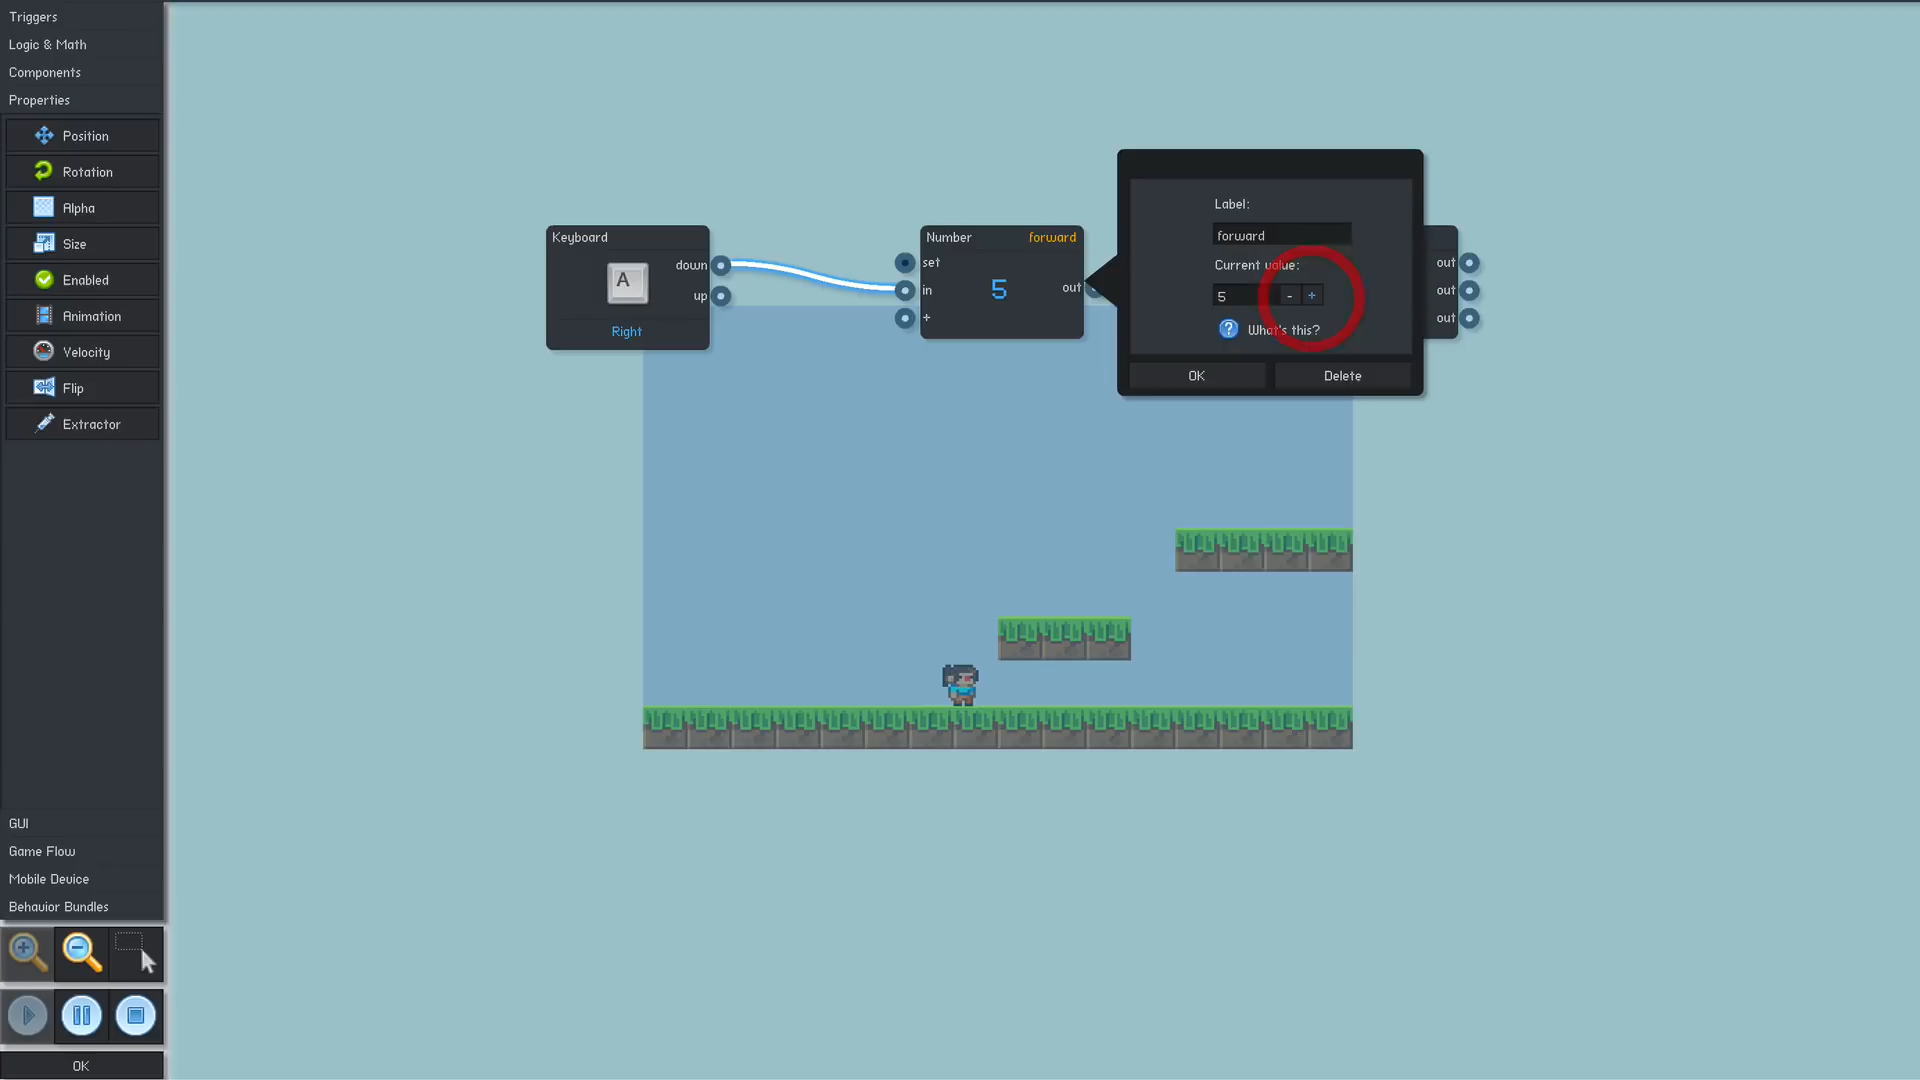 Triggers
Logic & Math
Components
Properties
Position
Rotation
Alpha
Size
Enabled
Animation
Velocity
Flip
Extractor
GUI
Game Flow
Mobile Device
Behavior Bundles
OK
Keyboard
down
A
up
Right
Number forward
set
in
5
out
+
Label:
forward
Current value:
5 - +
? What's this?
OK Delete
out
out
out